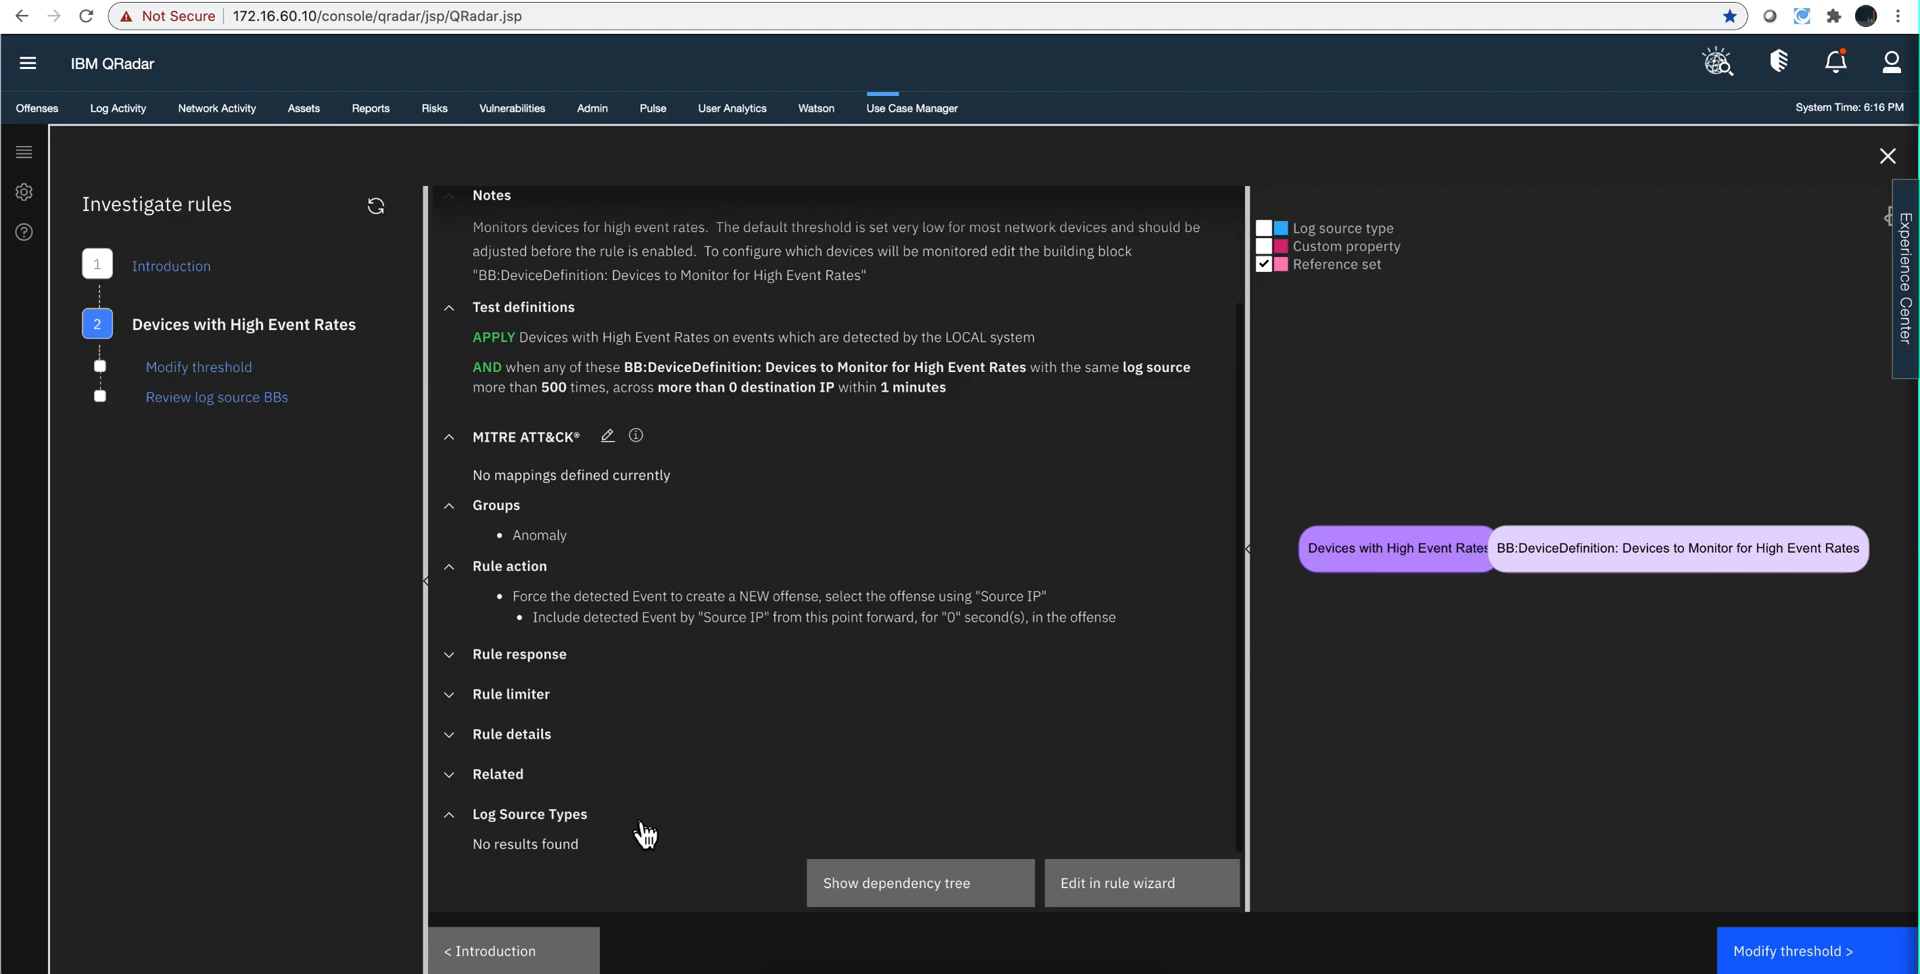 Not Secure 172.16.60.10/console/qradar/jsp/QRadar.jsp
IBM QRadar
Offenses Log Activity Network Activity Assets Reports Risks Vulnerabilities Admin Pulse User Analytics Watson Use Case Manager System Time: 6:16 PM
Investigate rules
1 Introduction
2 Devices with High Event Rates
Modify threshold
Review log source BBs
Notes
Monitors devices for high event rates. The default threshold is set very low for most network devices and should be
adjusted before the rule is enabled. To configure which devices will be monitored edit the building block
"BB:DeviceDefinition: Devices to Monitor for High Event Rates"
Test definitions
APPLY Devices with High Event Rates on events which are detected by the LOCAL system
AND when any of these BB:DeviceDefinition: Devices to Monitor for High Event Rates with the same log source
more than 500 times, across more than 0 destination IP within 1 minutes
MITRE ATT&CK®
No mappings defined currently
Groups
• Anomaly
Rule action
• Force the detected Event to create a NEW offense, select the offense using "Source IP"
• Include detected Event by "Source IP" from this point forward, for "0" second(s), in the offense
Rule response
Rule limiter
Rule details
Related
Log Source Types
No results found
Show dependency tree
Edit in rule wizard
< Introduction
Log source type
Custom property
Reference set
Experience Center
Devices with High Event Rates
BB:DeviceDefinition: Devices to Monitor for High Event Rates
Modify threshold >